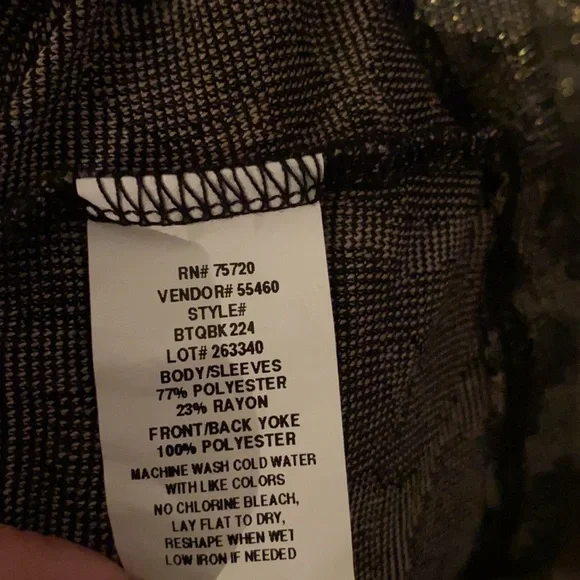 RN# 75720
VENDOR# 55460
STYLE#
BTQBK224
LOT# 263340
BODY/SLEEVES
77% POLYESTER
23% RAYON
FRONT/BACK YOKE
100% POLYESTER
MACHINE WASH COLD WATER
WITH LIKE COLORS
NO CHLORINE BLEACH,
LAY FLAT TO DRY,
RESHAPE WHEN WET
LOW IRON IF NEEDED